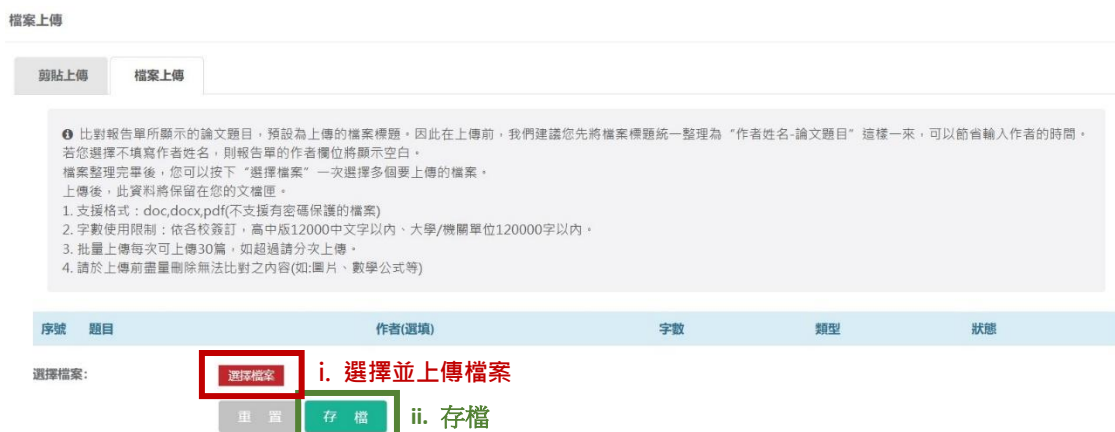 檔案上傳
剪貼上傳 檔案上傳
比對報告單所顯示的論文題目，預設為上傳的檔案標題。因此在上傳前，我們建議您先將檔案標題統一整理為“作者姓名-論文題目”這樣一來，可以節省輸入作者的時間。
若您選擇不填寫作者姓名，則報告單的作者欄位將顯示空白。
檔案整理完畢後，您可以按下“選擇檔案”一次選擇多個要上傳的檔案。
上傳後，此資料將保留在您的文檔匣。
1. 支援格式：doc,docx,pdf(不支援有密碼保護的檔案)
2. 字數使用限制：依各校簽訂，高中版12000中文字以內、大學/機關單位120000字以內。
3. 批量上傳每次可上傳30篇，如超過請分次上傳。
4. 請於上傳前盡量刪除無法比對之內容(如:圖片、數學公式等)
序號 題目 作者(選填) 字數 類型 狀態
選擇檔案: 選擇檔案 i. 選擇並上傳檔案
重置 存檔 ii. 存檔